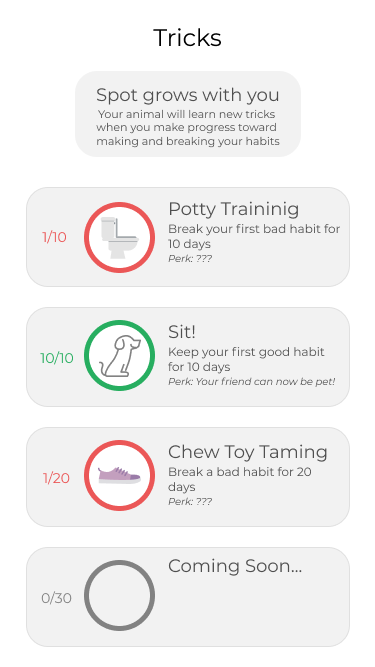 Tricks
Spot grows with you
Your animal will learn new tricks
when you make progress toward
making and breaking your habits
1/10
Potty Traininig
Break your first bad habit for
10 days
Perk: ???
10/10
Sit!
Keep your first good habit
for 10 days
Perk: Your friend can now be pet!
1/20
Chew Toy Taming
Break a bad habit for 20
days
Perk: ???
0/30
Coming Soon...